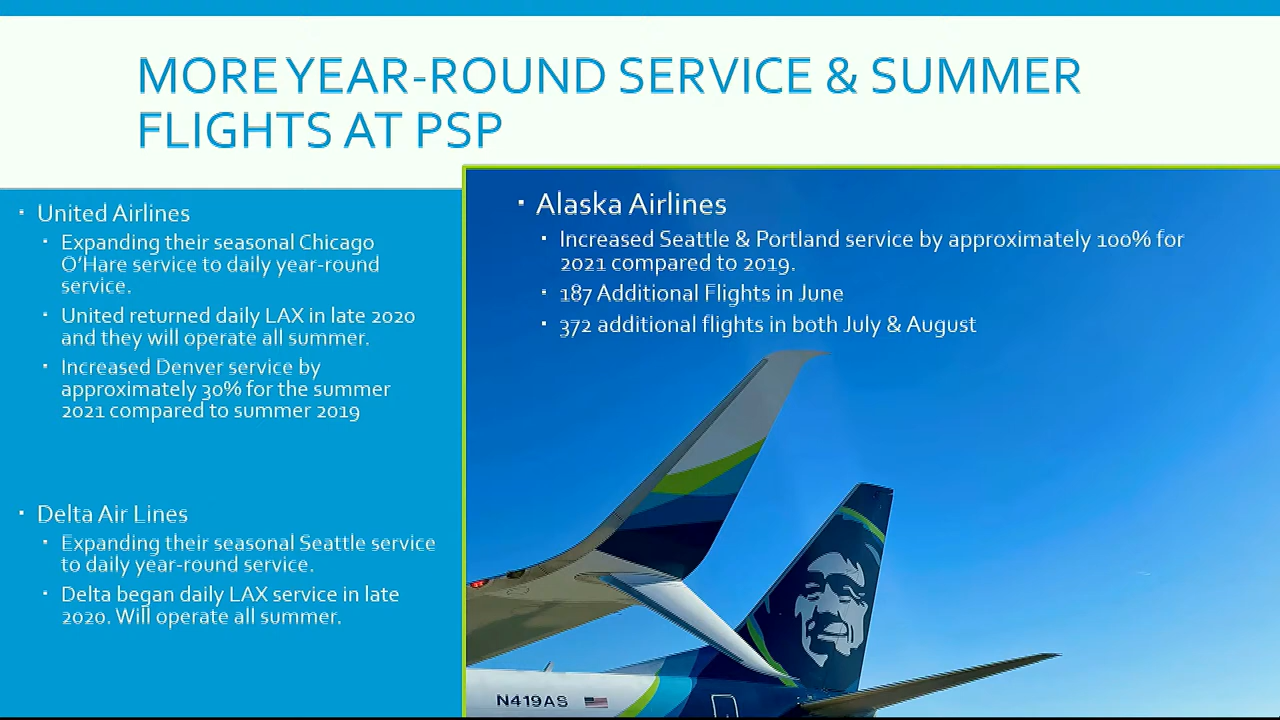 MORE YEAR-ROUND SERVICE & SUMMER
FLIGHTS AT PSP
United Airlines
Expanding their seasonal Chicago
O'Hare service to daily year-round
service.
United returned daily LAX in late 2020
and they will operate all summer.
Increased Denver service by
approximately 30% for the summer
2021 compared to summer 2019
Delta Air Lines
Expanding their seasonal Seattle service
to daily year-round service.
Delta began daily LAX service in late
2020. Will operate all summer.
Alaska Airlines
Increased Seattle & Portland service by approximately 100% for
2021 compared to 2019.
187 Additional Flights in June
372 additional flights in both July & August
N419AS